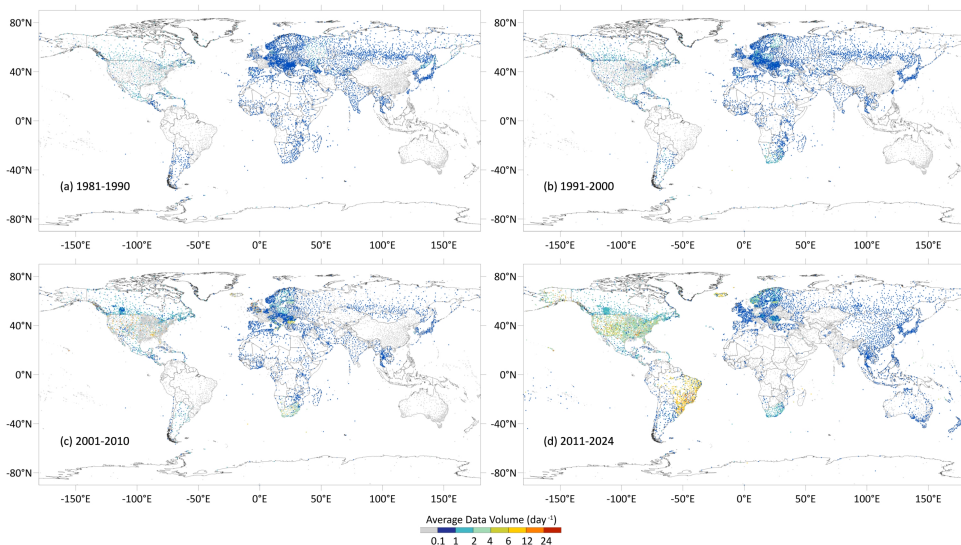 80°N 80°N
40°N 40°N
0°N 0°N
-40°N -40°N
(a) 1981-1990 (b) 1991-2000
-80°N -80°N
-150°E -100°E -50°E 0°E 50°E 100°E 150°E -150°E -100°E -50°E 0°E 50°E 100°E 150°E
80°N 80°N
40°N 40°N
0°N 0°N
-40°N -40°N
(c) 2001-2010 (d) 2011-2024
-80°N -80°N
-150°E -100°E -50°E 0°E 50°E 100°E 150°E -150°E -100°E -50°E 0°E 50°E 100°E 150°E
Average Data Volume (day⁻¹)
0.1 1 2 4 6 12 24